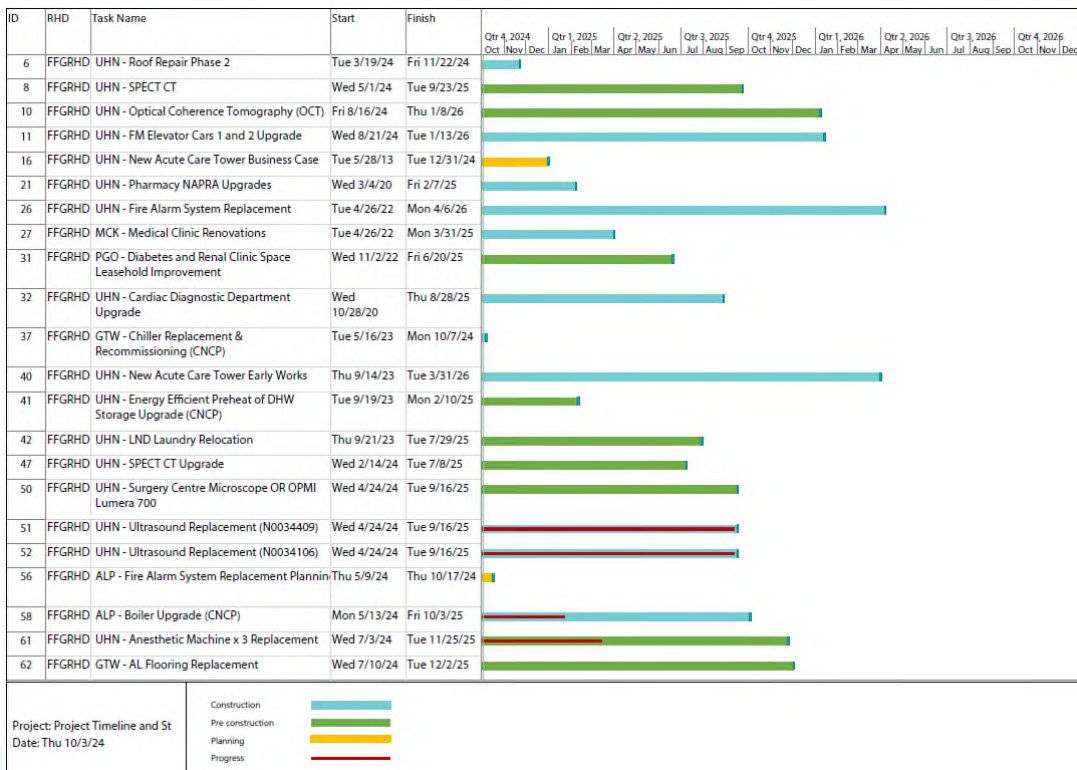 ID RHD Task Name Start Finish
Qtr 4, 2024 Qtr 1, 2025 Qtr 2, 2025 Qtr 3, 2025 Qtr 4, 2025 Qtr 1, 2026 Qtr 2, 2026 Qtr 3, 2026 Qtr 4, 2026
Oct Nov Dec Jan Feb Mar Apr May Jun Jul Aug Sep Oct Nov Dec Jan Feb Mar Apr May Jun Jul Aug Sep Oct Nov Dec
6 FFGRHD UHN - Roof Repair Phase 2 Tue 3/19/24 Fri 11/22/24
8 FFGRHD UHN - SPECT CT Wed 5/1/24 Tue 9/23/25
10 FFGRHD UHN - Optical Coherence Tomography (OCT) Fri 8/16/24 Thu 1/8/26
11 FFGRHD UHN - FM Elevator Cars 1 and 2 Upgrade Wed 8/21/24 Tue 1/13/26
16 FFGRHD UHN - New Acute Care Tower Business Case Tue 5/28/13 Tue 12/31/24
21 FFGRHD UHN - Pharmacy NAPRA Upgrades Wed 3/4/20 Fri 2/7/25
26 FFGRHD UHN - Fire Alarm System Replacement Tue 4/26/22 Mon 4/6/26
27 FFGRHD MCK - Medical Clinic Renovations Tue 4/26/22 Mon 3/31/25
31 FFGRHD PGO - Diabetes and Renal Clinic Space Wed 11/2/22 Fri 6/20/25
Leasehold Improvement
32 FFGRHD UHN - Cardiac Diagnostic Department Wed Thu 8/28/25
Upgrade 10/28/20
37 FFGRHD GTW - Chiller Replacement & Tue 5/16/23 Mon 10/7/24
Recommissioning (CNCP)
40 FFGRHD UHN - New Acute Care Tower Early Works Thu 9/14/23 Tue 3/31/26
41 FFGRHD UHN - Energy Efficient Preheat of DHW Tue 9/19/23 Mon 2/10/25
Storage Upgrade (CNCP)
42 FFGRHD UHN - LND Laundry Relocation Thu 9/21/23 Tue 7/29/25
47 FFGRHD UHN - SPECT CT Upgrade Wed 2/14/24 Tue 7/8/25
50 FFGRHD UHN - Surgery Centre Microscope OR OPMI Wed 4/24/24 Tue 9/16/25
Lumera 700
51 FFGRHD UHN - Ultrasound Replacement (N0034409) Wed 4/24/24 Tue 9/16/25
52 FFGRHD UHN - Ultrasound Replacement (N0034106) Wed 4/24/24 Tue 9/16/25
56 FFGRHD ALP - Fire Alarm System Replacement Plannin Thu 5/9/24 Thu 10/17/24
58 FFGRHD ALP - Boiler Upgrade (CNCP) Mon 5/13/24 Fri 10/3/25
61 FFGRHD UHN - Anesthetic Machine x 3 Replacement Wed 7/3/24 Tue 11/25/25
62 FFGRHD GTW - AL Flooring Replacement Wed 7/10/24 Tue 12/2/25
Project: Project Timeline and St
Date: Thu 10/3/24
Construction
Pre construction
Planning
Progress